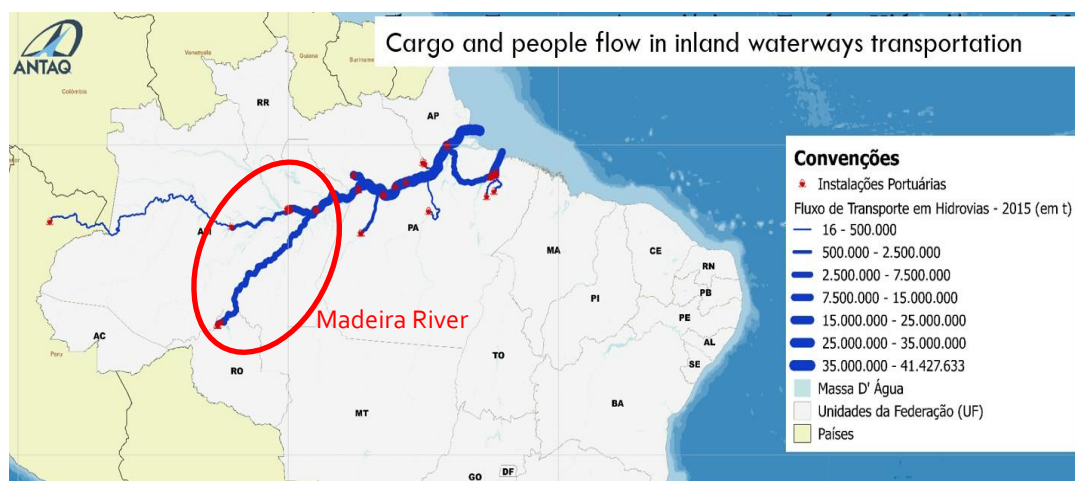 ANTAQ
Cargo and people flow in inland waterways transportation
Venezuela
Guiana
Suriname
Colômbia
RR
AP
AM
PA
MA
CE
RN
PB
PE
AL
SE
PI
Madeira River
AC
Peru
RO
TO
BA
MT
GO
DF
Convenções
Instalações Portuárias
Fluxo de Transporte em Hidrovias - 2015 (em t)
16 - 500.000
500.000 - 2.500.000
2.500.000 - 7.500.000
7.500.000 - 15.000.000
15.000.000 - 25.000.000
25.000.000 - 35.000.000
35.000.000 - 41.427.633
Massa D' Água
Unidades da Federação (UF)
Países